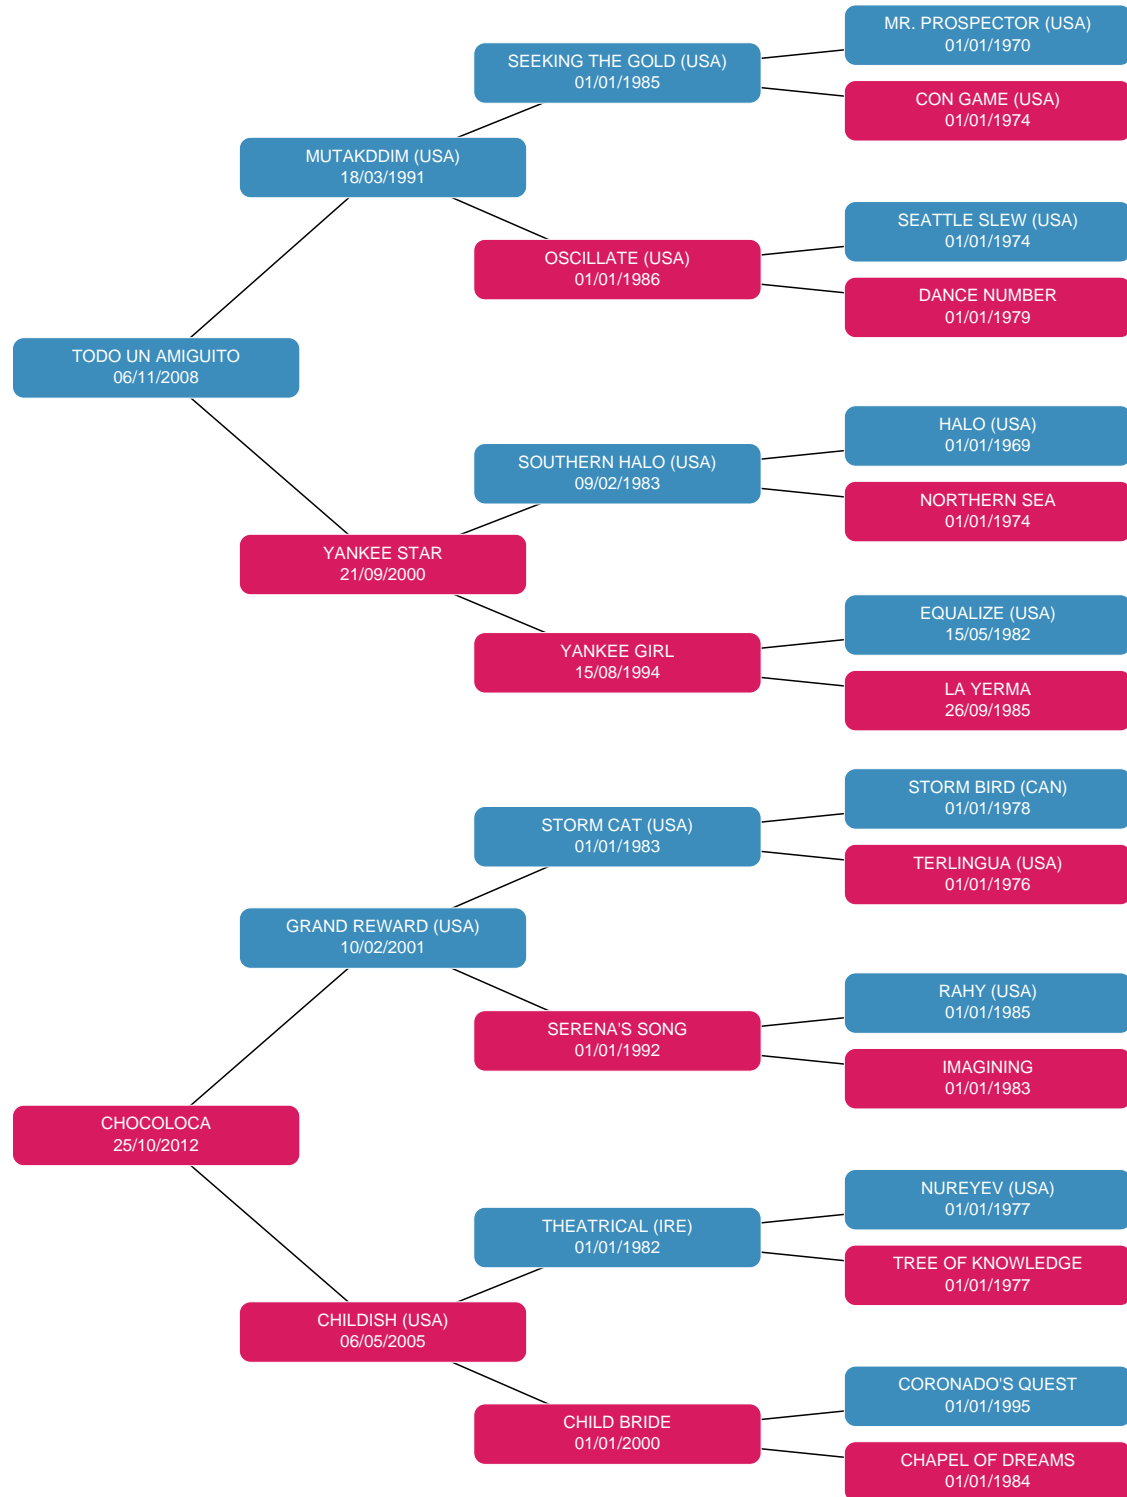 MR. PROSPECTOR (USA)
01/01/1970
SEEKING THE GOLD (USA)
01/01/1985
CON GAME (USA)
01/01/1974
MUTAKDDIM (USA)
18/03/1991
SEATTLE SLEW (USA)
01/01/1974
OSCILLATE (USA)
01/01/1986
DANCE NUMBER
01/01/1979
TODO UN AMIGUITO
06/11/2008
HALO (USA)
01/01/1969
SOUTHERN HALO (USA)
09/02/1983
NORTHERN SEA
01/01/1974
YANKEE STAR
21/09/2000
EQUALIZE (USA)
15/05/1982
YANKEE GIRL
15/08/1994
LA YERMA
26/09/1985
STORM BIRD (CAN)
01/01/1978
STORM CAT (USA)
01/01/1983
TERLINGUA (USA)
01/01/1976
GRAND REWARD (USA)
10/02/2001
RAHY (USA)
01/01/1985
SERENA'S SONG
01/01/1992
IMAGINING
01/01/1983
CHOCOLOCA
25/10/2012
NUREYEV (USA)
01/01/1977
THEATRICAL (IRE)
01/01/1982
TREE OF KNOWLEDGE
01/01/1977
CHILDISH (USA)
06/05/2005
CORONADO'S QUEST
01/01/1995
CHILD BRIDE
01/01/2000
CHAPEL OF DREAMS
01/01/1984